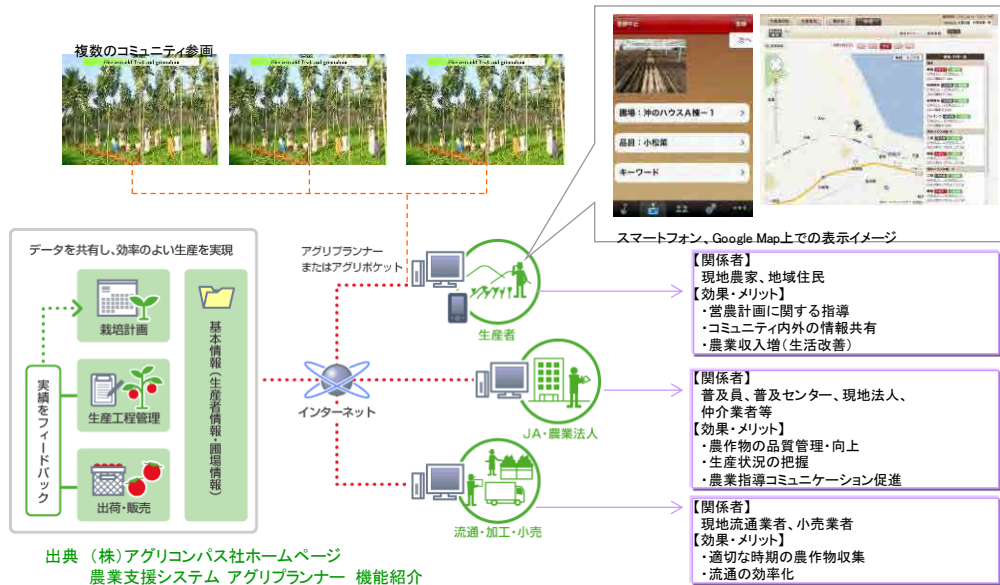 複数のコミュニティ参画
登録中止
登録
次へ
圃場：沖のハウスA棟－1
品目：小松菜
キーワード
スマートフォン、Google Map上での表示イメージ
データを共有し、効率のよい生産を実現
栽培計画
生産工程管理
出荷・販売
実績をフィードバック
基本情報（生産者情報・圃場情報）
アグリプランナー
またはアグリポケット
インターネット
生産者
JA・農業法人
流通・加工・小売
【関係者】
現地農家、地域住民
【効果・メリット】
・営農計画に関する指導
・コミュニティ内外の情報共有
・農業収入増（生活改善）
【関係者】
普及員、普及センター、現地法人、
仲介業者等
【効果・メリット】
・農作物の品質管理・向上
・生産状況の把握
・農業指導コミュニケーション促進
【関係者】
現地流通業者、小売業者
【効果・メリット】
・適切な時期の農作物収集
・流通の効率化
出典 （株）アグリコンパス社ホームページ
農業支援システム アグリプランナー 機能紹介